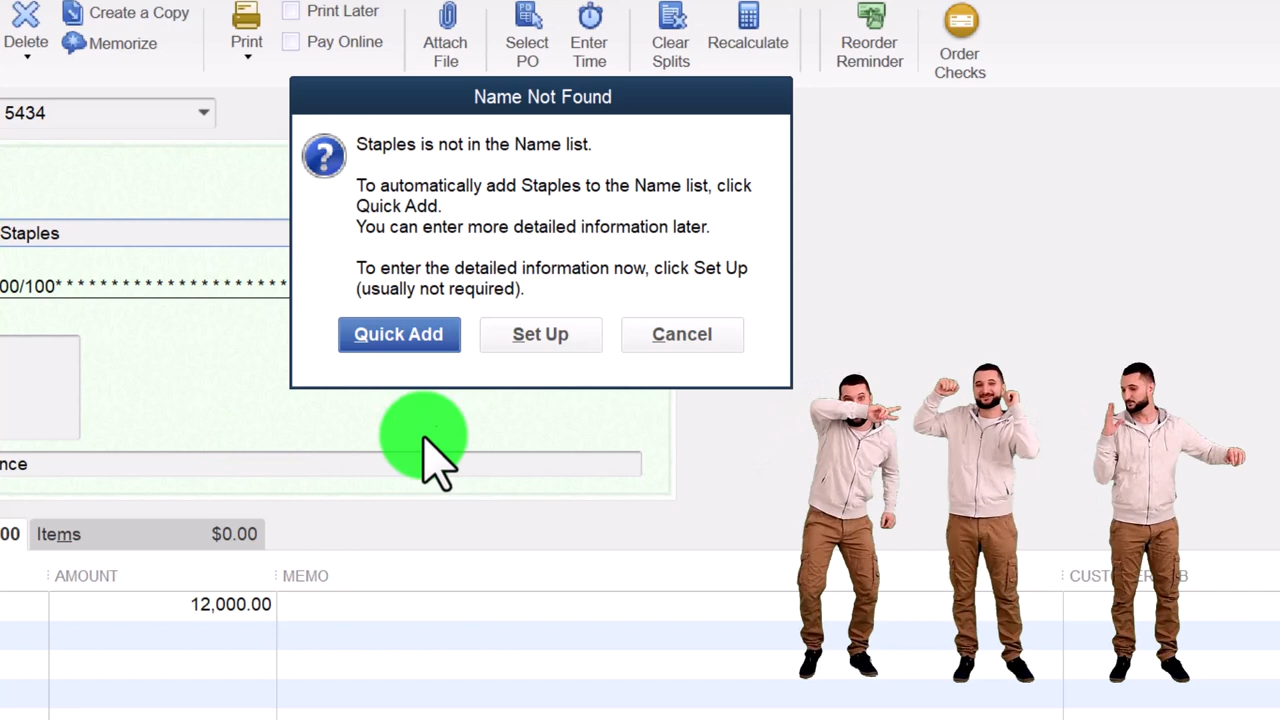 Delete
Create a Copy
Memorize
Print
Print Later
Pay Online
Attach
File
Select
PO
Enter
Time
Clear
Splits
Recalculate
Reorder
Reminder
Order
Checks
5434
Name Not Found
Staples is not in the Name list.
To automatically add Staples to the Name list, click
Quick Add.
You can enter more detailed information later.
To enter the detailed information now, click Set Up
(usually not required).
Quick Add
Set Up
Cancel
Staples
00/100* * * * * * * * * * * * * * * * * * * * * *
nce
00
Items
$0.00
AMOUNT
MEMO
12,000.00